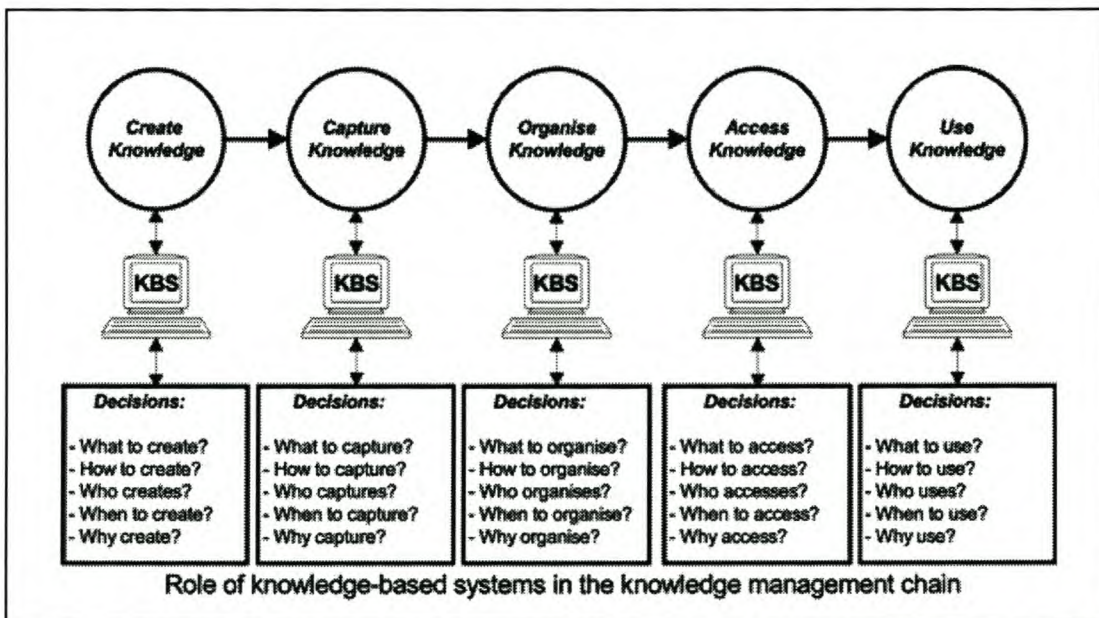 Create
Knowledge
Capture
Knowledge
Organise
Knowledge
Access
Knowledge
Use
Knowledge
KBS
KBS
KBS
KBS
KBS
Decisions:
- What to create?
- How to create?
- Who creates?
- When to create?
- Why create?
Decisions:
- What to capture?
- How to capture?
- Who captures?
- When to capture?
- Why capture?
Decisions:
- What to organise?
- How to organise?
- Who organises?
- When to organise?
- Why organise?
Decisions:
- What to access?
- How to access?
- Who accesses?
- When to access?
- Why access?
Decisions:
- What to use?
- How to use?
- Who uses?
- When to use?
- Why use?
Role of knowledge-based systems in the knowledge management chain